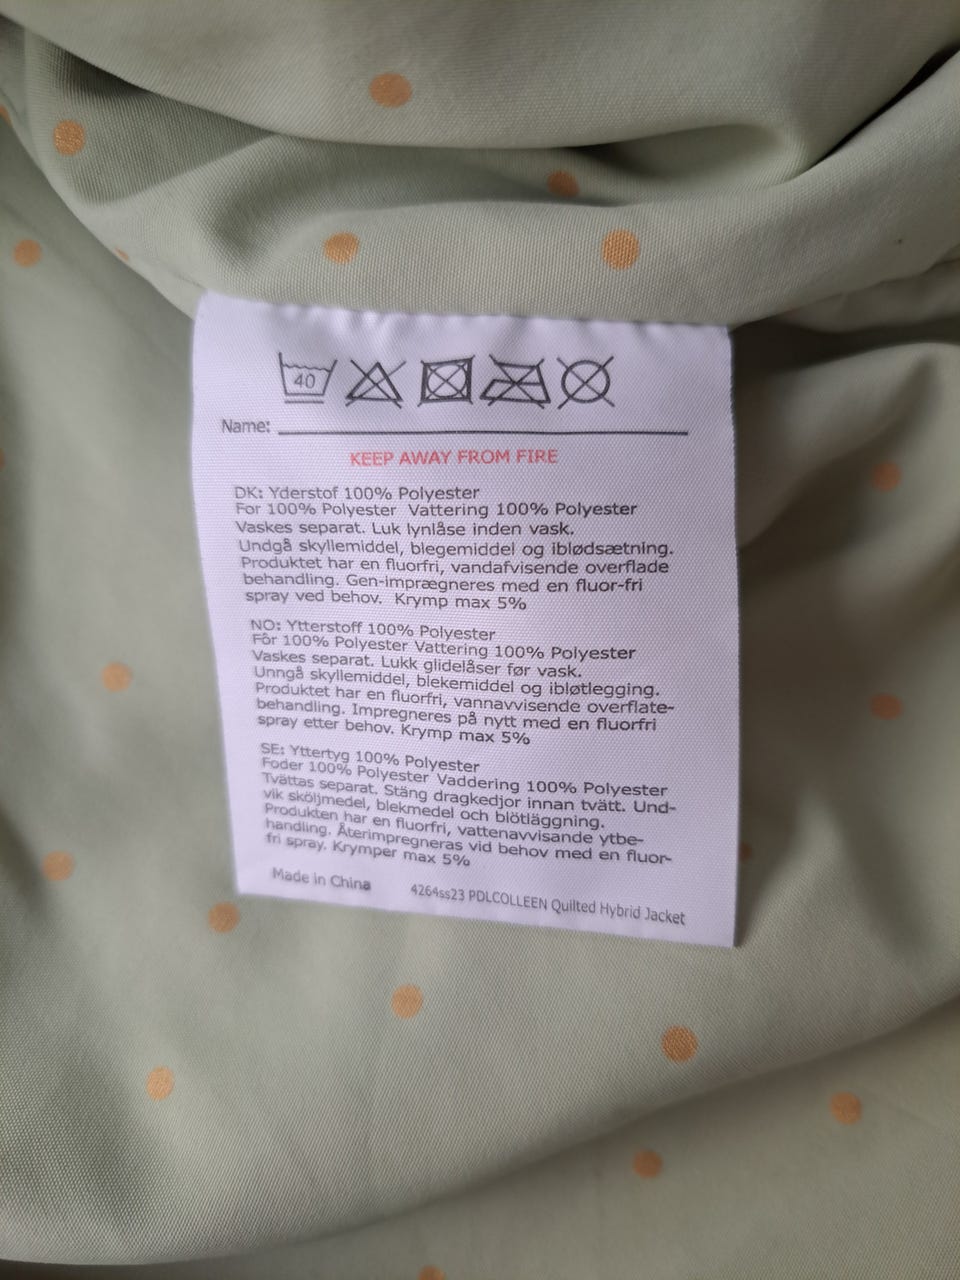 40
Name:
KEEP AWAY FROM FIRE
DK: Yderstof 100% Polyester
For 100% Polyester Vattering 100% Polyester
Vaskes separat. Luk lynlåse inden vask.
Undgå skyllemiddel, blegemiddel og iblødsætning.
Produktet har en fluorfri, vandafvisende overflade
behandling. Gen-imprægneres med en fluor-fri
spray ved behov. Krymp max 5%
NO: Ytterstoff 100% Polyester
Fôr 100% Polyester Vattering 100% Polyester
Vaskes separat. Lukk glidelåser før vask.
Unngå skyllemiddel, blekemiddel og ibløtlegging.
Produktet har en fluorfri, vannavvisende overflate-
behandling. Impregneres på nytt med en fluorfri
spray etter behov. Krymp max 5%
SE: Yttertyg 100% Polyester
Foder 100% Polyester Vaddering 100% Polyester
Tvättas separat. Stäng dragkedjor innan tvätt. Und-
vik sköljmedel, blekmedel och blötläggning.
Produkten har en fluorfri, vattenavvisande ytbe-
handling. Återimpregneras vid behov med en fluor-
fri spray. Krymper max 5%
Made in China
4264ss23 PDLCOLLEEN Quilted Hybrid Jacket